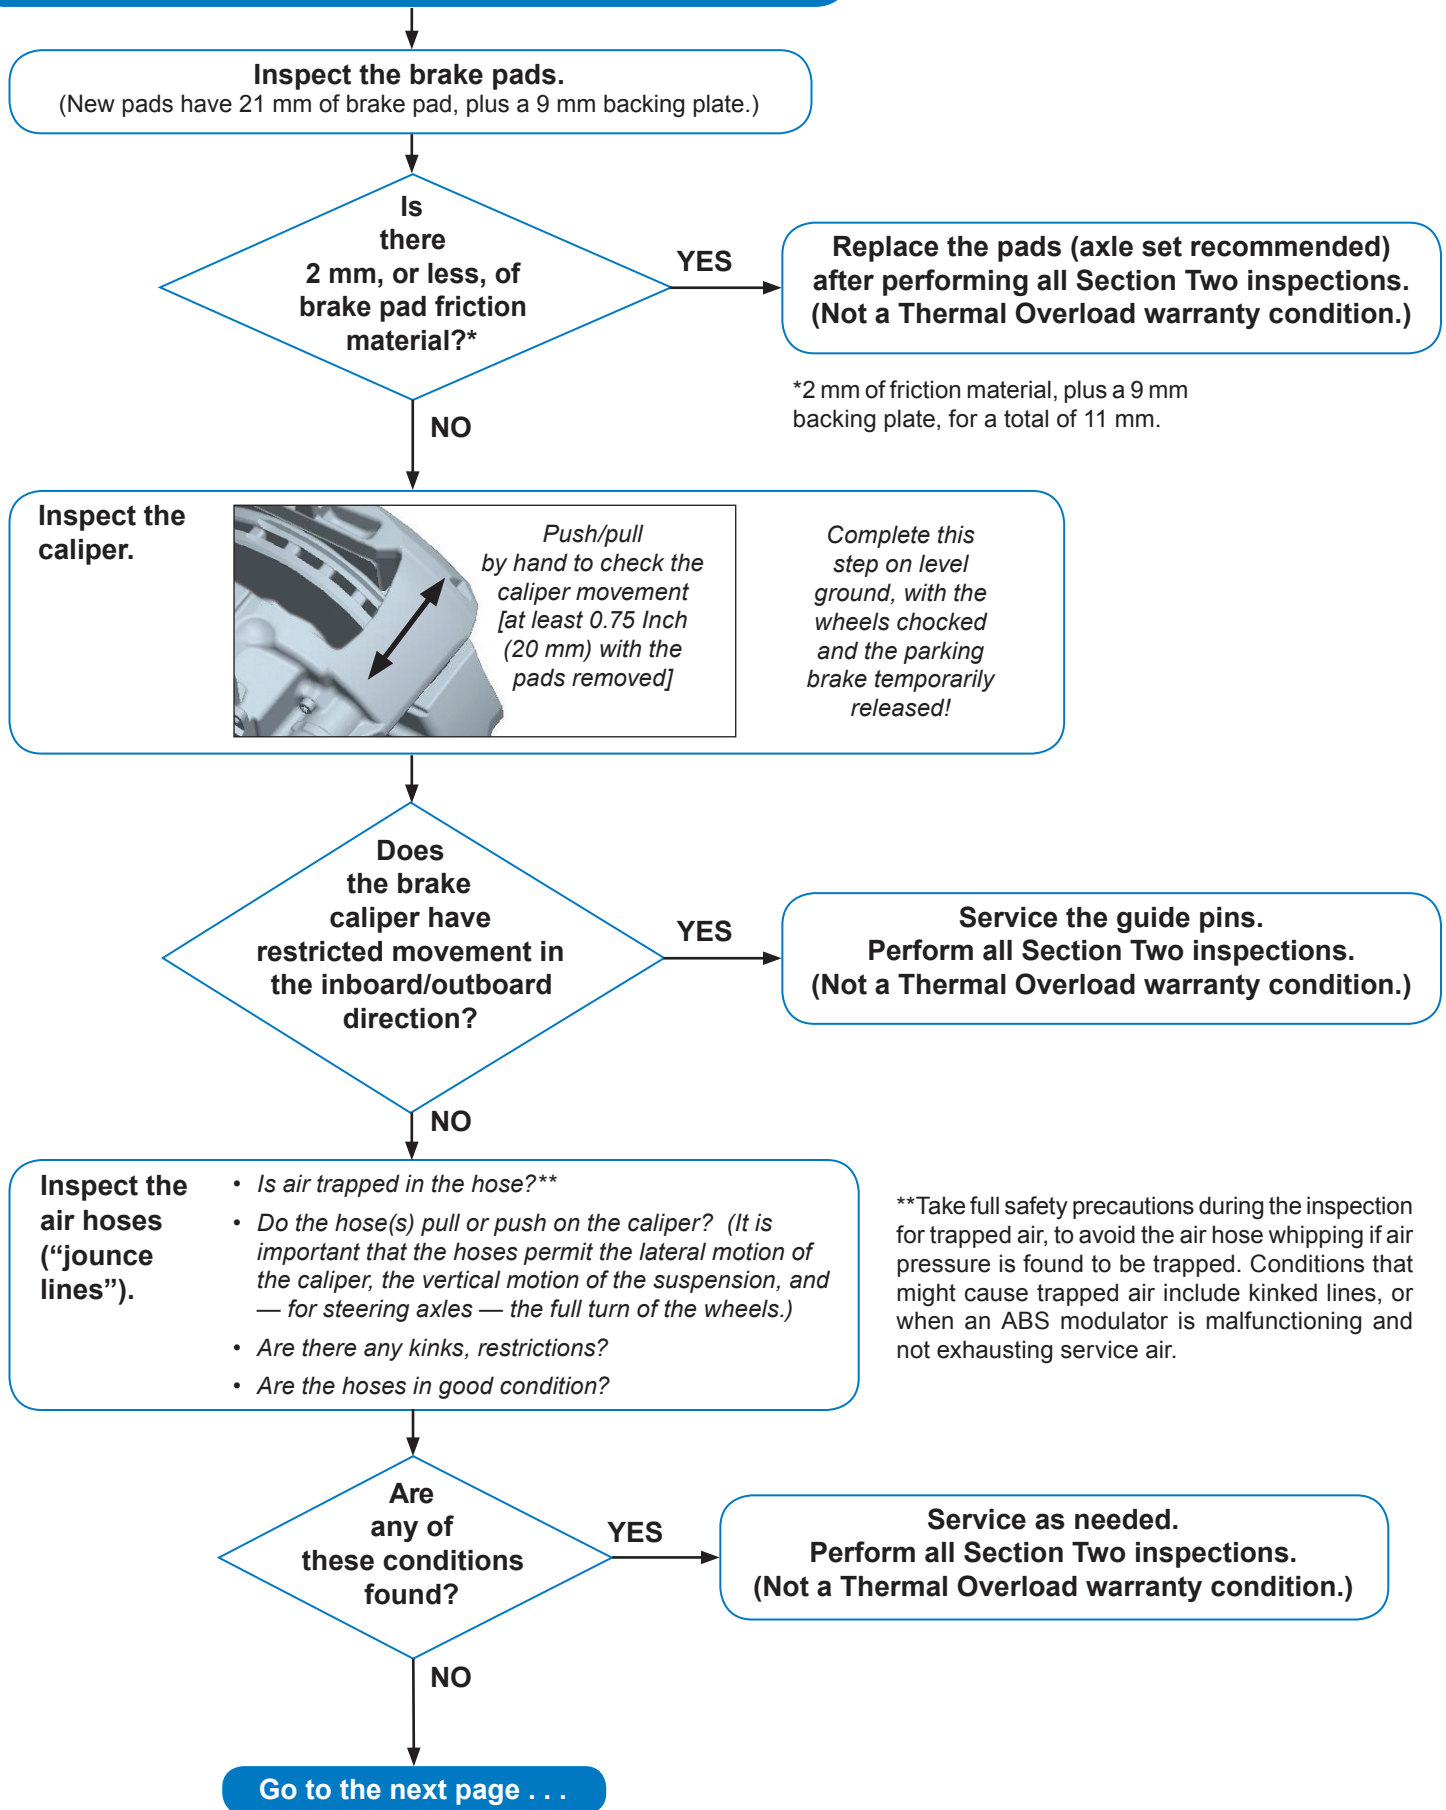 Inspect the brake pads.
(New pads have 21 mm of brake pad, plus a 9 mm backing plate.)
Is
there
2 mm, or less, of
brake pad friction
material?*
YES
Replace the pads (axle set recommended)
after performing all Section Two inspections.
(Not a Thermal Overload warranty condition.)
*2 mm of friction material, plus a 9 mm
backing plate, for a total of 11 mm.
NO
Inspect the
caliper.
Push/pull
by hand to check the
caliper movement
[at least 0.75 Inch
(20 mm) with the
pads removed]
Complete this
step on level
ground, with the
wheels chocked
and the parking
brake temporarily
released!
Does
the brake
caliper have
restricted movement in
the inboard/outboard
direction?
YES
Service the guide pins.
Perform all Section Two inspections.
(Not a Thermal Overload warranty condition.)
NO
Inspect the
air hoses
(“jounce
lines”).
• Is air trapped in the hose?**
• Do the hose(s) pull or push on the caliper? (It is
important that the hoses permit the lateral motion of
the caliper, the vertical motion of the suspension, and
— for steering axles — the full turn of the wheels.)
• Are there any kinks, restrictions?
• Are the hoses in good condition?
**Take full safety precautions during the inspection
for trapped air, to avoid the air hose whipping if air
pressure is found to be trapped. Conditions that
might cause trapped air include kinked lines, or
when an ABS modulator is malfunctioning and
not exhausting service air.
Are
any of
these conditions
found?
YES
Service as needed.
Perform all Section Two inspections.
(Not a Thermal Overload warranty condition.)
NO
Go to the next page . . .